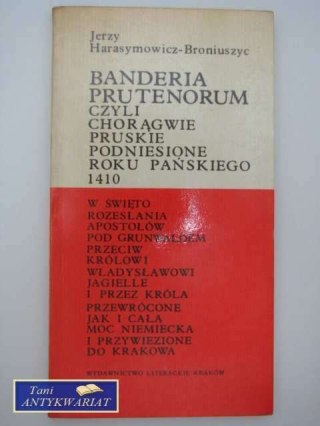 Jerzy
Harasymowicz-Broniuszyc
BANDERIA
PRUTENORUM
CZYLI
CHORĄGWIE
PRUSKIE
PODNIESIONE
ROKU PAŃSKIEGO
1410
W ŚWIĘTO
ROZESŁANIA
APOSTOŁÓW
POD GRUNWALDEM
PRZECIW
KRÓLOWI
WŁADYSŁAWOWI
JAGIELLE
I PRZEZ KRÓLA
PRZEWRÓCONE
JAK I CAŁA
MOC NIEMIECKA
I PRZYWIEZIONE
DO KRAKOWA
WYDAWNICTWO LITERACKIE KRAKÓW
Tani
ANTYKWARIAT